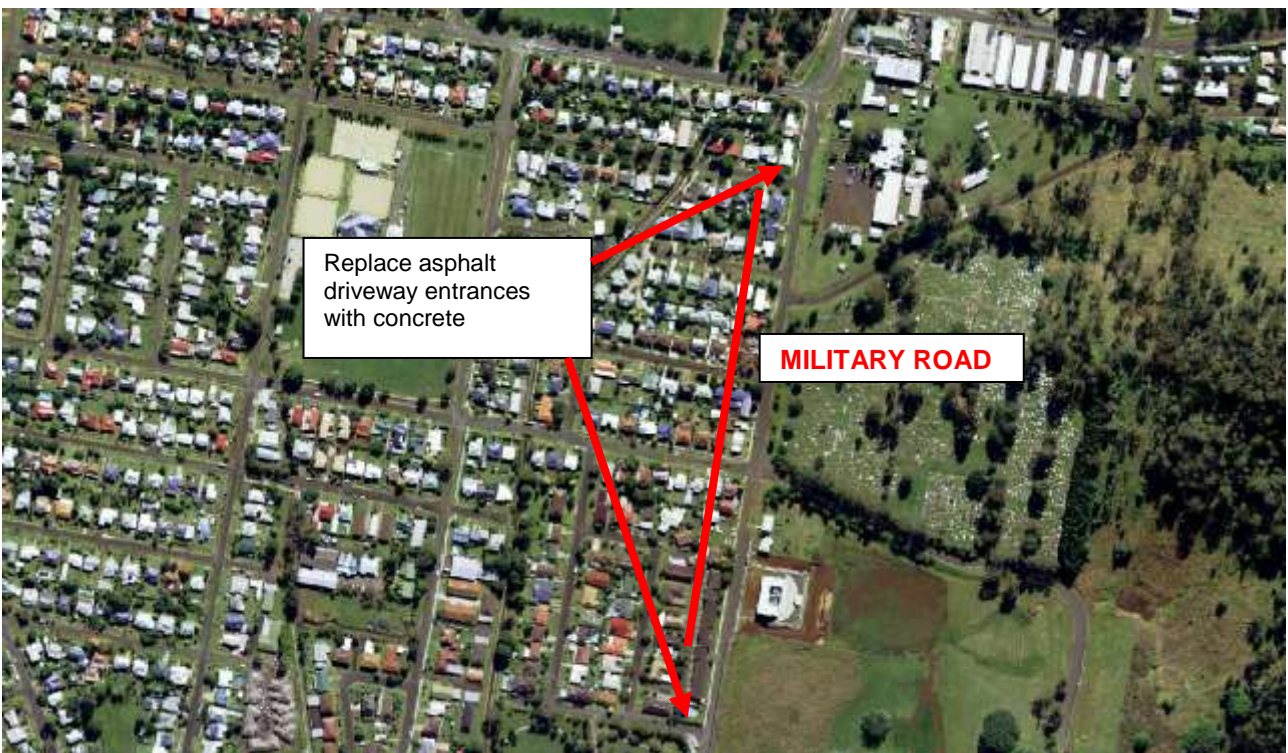 Replace asphalt
driveway entrances
with concrete
MILITARY ROAD